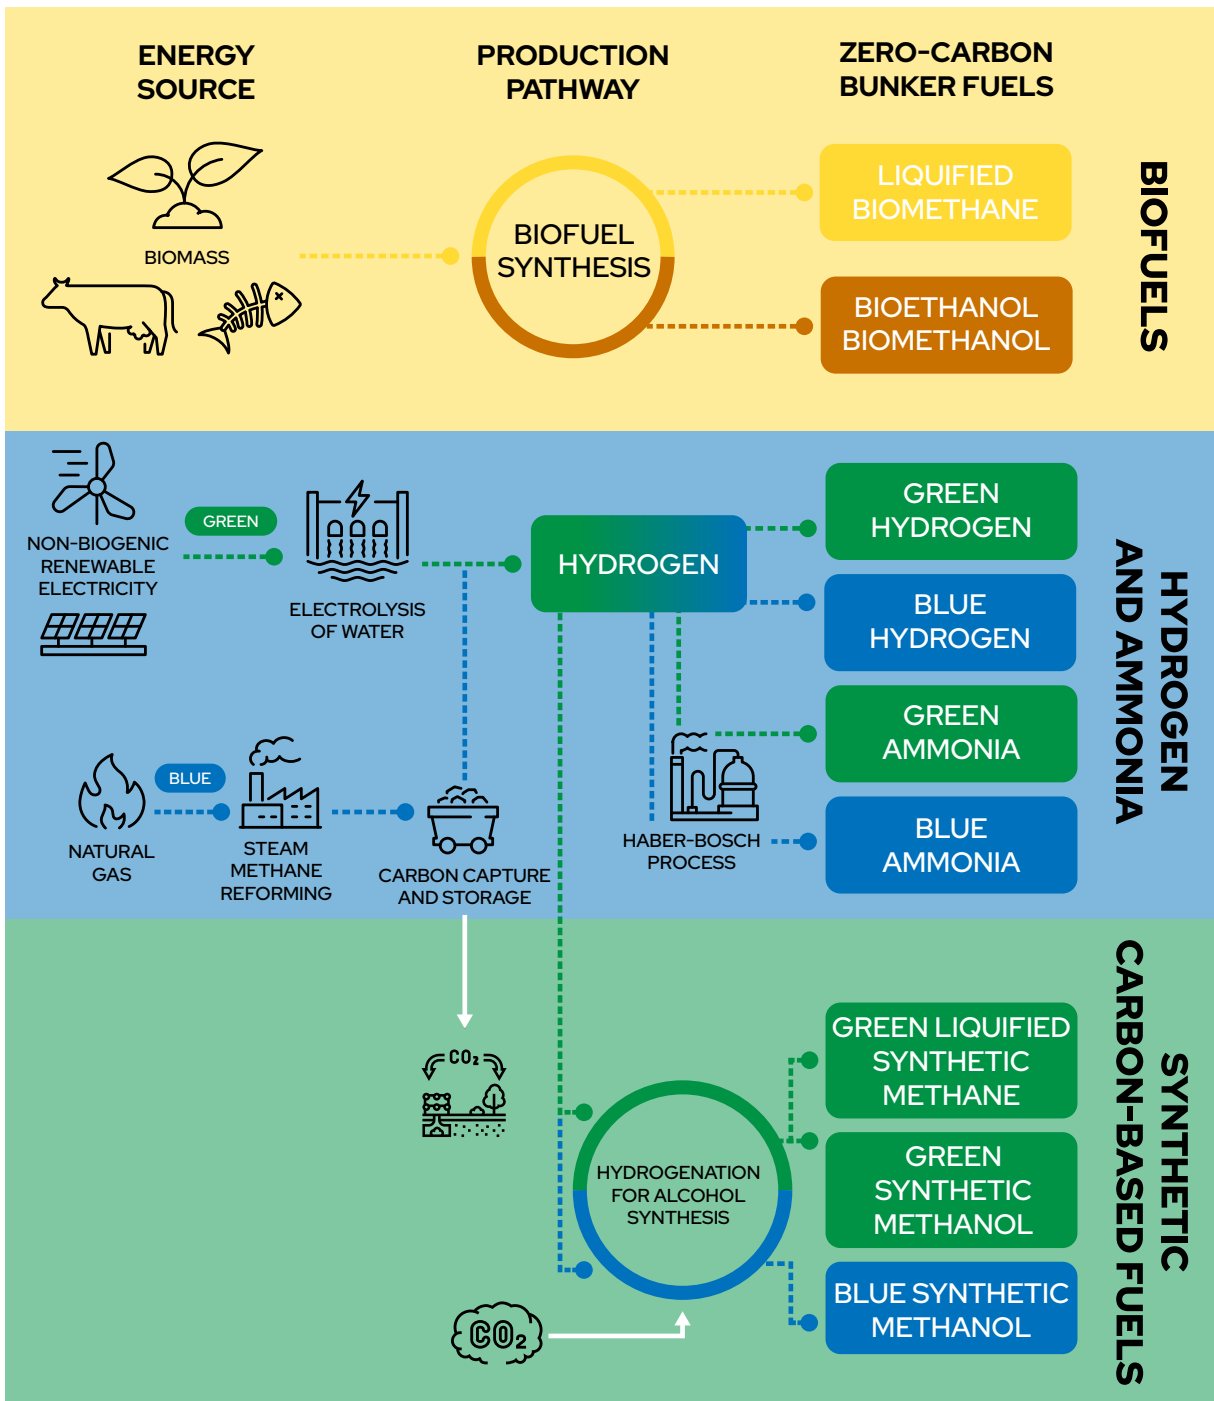 ENERGY
SOURCE
PRODUCTION
PATHWAY
ZERO-CARBON
BUNKER FUELS
BIOMASS
BIOFUEL
SYNTHESIS
LIQUIFIED
BIOMETHANE
BIOETHANOL
BIOMETHANOL
BIOFUELS
NON-BIOGENIC
RENEWABLE
ELECTRICITY
GREEN
ELECTROLYSIS
OF WATER
HYDROGEN
GREEN
HYDROGEN
BLUE
HYDROGEN
GREEN
AMMONIA
BLUE
AMMONIA
NATURAL
GAS
BLUE
STEAM
METHANE
REFORMING
CARBON CAPTURE
AND STORAGE
HABER-BOSCH
PROCESS
HYDROGEN
AND AMMONIA
CO₂
HYDROGENATION
FOR ALCOHOL
SYNTHESIS
CO₂
GREEN LIQUIFIED
SYNTHETIC
METHANE
GREEN
SYNTHETIC
METHANOL
BLUE SYNTHETIC
METHANOL
SYNTHETIC
CARBON-BASED FUELS